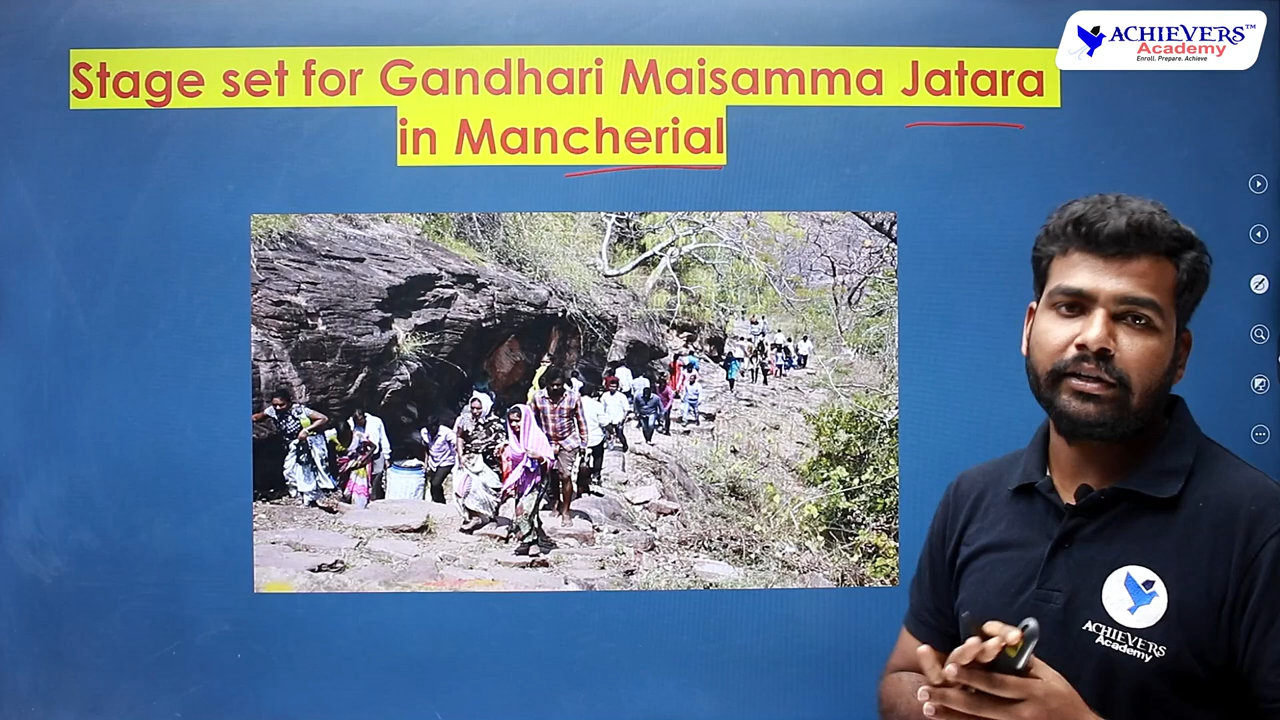 ACHIEVERS™
Academy
Enroll. Prepare. Achieve
Stage set for Gandhari Maisamma Jatara
in Mancherial
ACHIEVERS
Academy